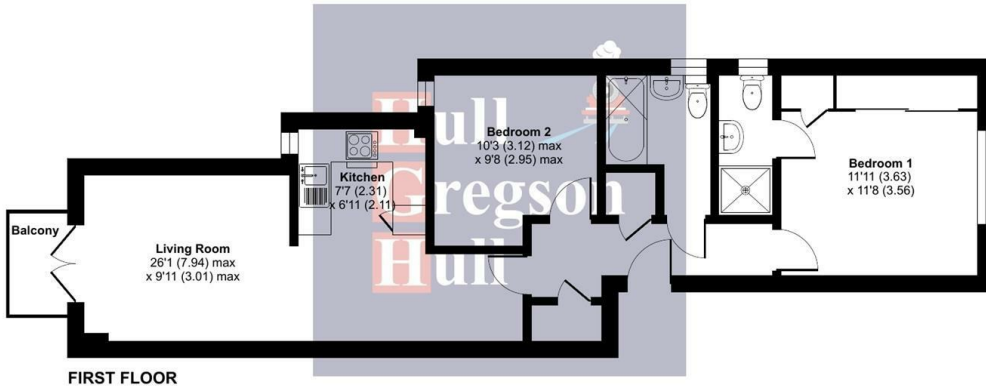 Hull
Gregson
Hull
Bedroom 2
10'3 (3.12) max
x 9'8 (2.95) max
Kitchen
7'7 (2.31)
x 6'11 (2.11)
Bedroom 1
11'11 (3.63)
x 11'8 (3.56)
Balcony
Living Room
26'1 (7.94) max
x 9'11 (3.01) max
FIRST FLOOR